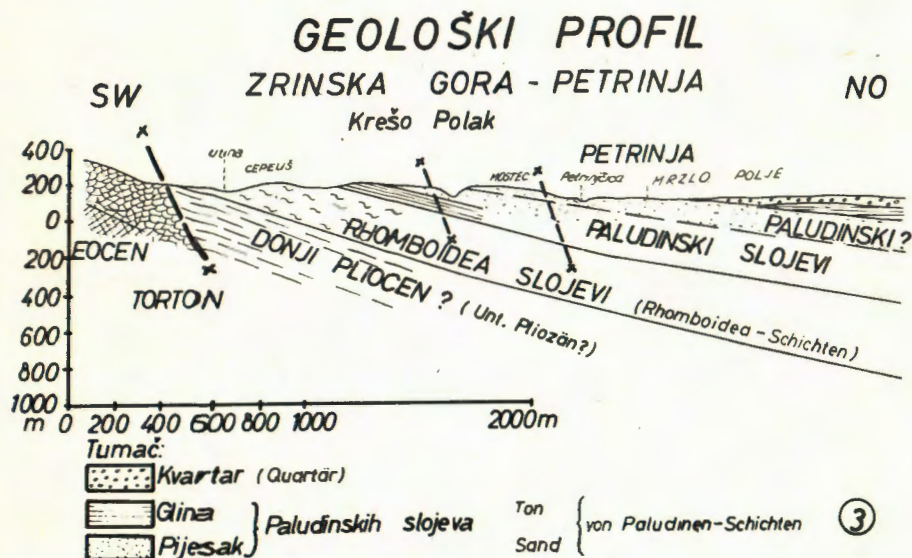 GEOLOŠKI PROFIL
SW ZRINSKA GORA - PETRINJA NO
Krešo Polak
400
200
0
200
400
600
800
1000
m
Utina
CEPELIŠ
MOSTEC
PETRINJA
Petrinjčica
MRZLO POLJE
EOCEN
TORTON
DONJI PLIOCEN ? (Unt. Pliozän?)
RHOMBOIDEA SLOJEVI (Rhomboidea-Schichten)
PALUDINSKI SLOJEVI
PALUDINSKI ?
0 200 400 600 800 1000 2000m
Tumač:
Kvartar (Quartär)
Glina
Pijesak
Paludinskih slojeva
Ton
Sand
von Paludinen-Schichten
3